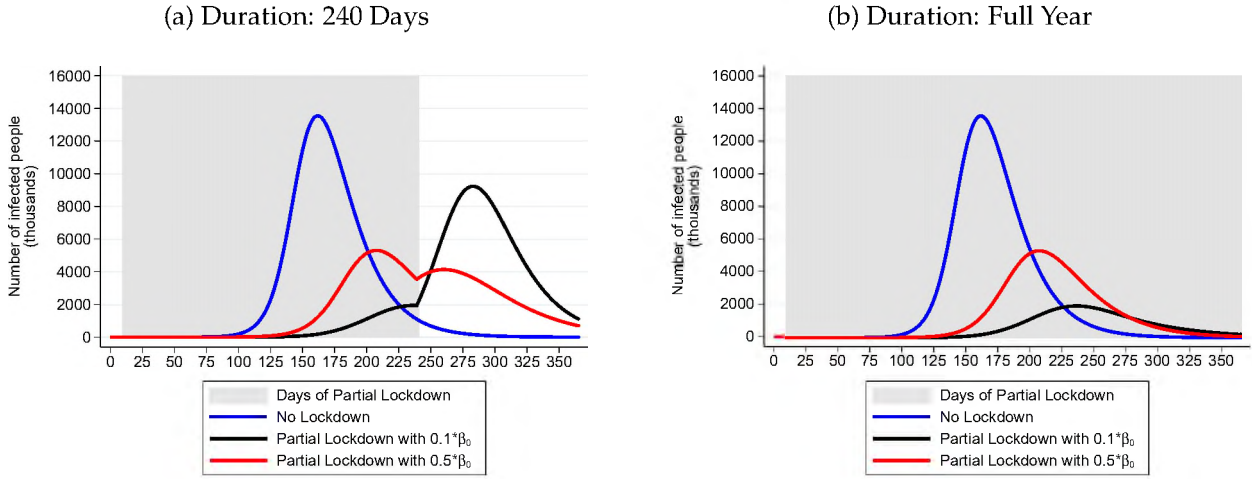 (a) Duration: 240 Days
Number of infected people
(thousands)
16000
14000
12000
10000
8000
6000
4000
2000
0
0 25 50 75 100 125 150 175 200 225 250 275 300 325 350
Days of Partial Lockdown
No Lockdown
Partial Lockdown with 0.1*β₀
Partial Lockdown with 0.5*β₀
(b) Duration: Full Year
Number of infected people
(thousands)
16000
14000
12000
10000
8000
6000
4000
2000
0
0 25 50 75 100 125 150 175 200 225 250 275 300 325 350
Days of Partial Lockdown
No Lockdown
Partial Lockdown with 0.1*β₀
Partial Lockdown with 0.5*β₀